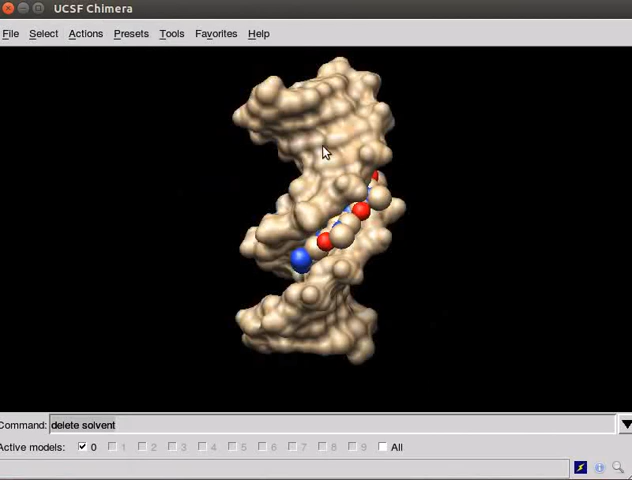 UCSF Chimera
File Select Actions Presets Tools Favorites Help
Command: delete solvent
Active models: 0 1 2 3 4 5 6 7 8 9 All